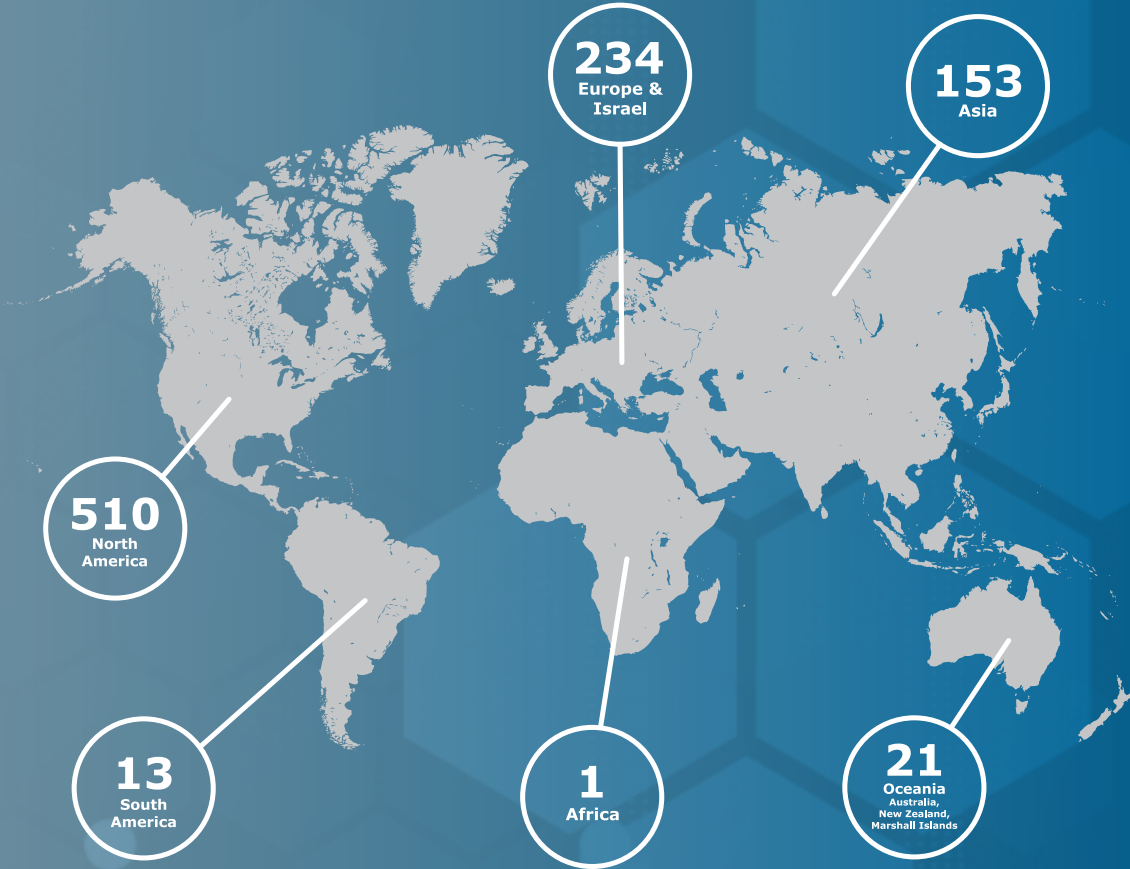 234
Europe &
Israel
153
Asia
510
North
America
13
South
America
1
Africa
21
Oceania
Australia,
New Zealand,
Marshall Islands